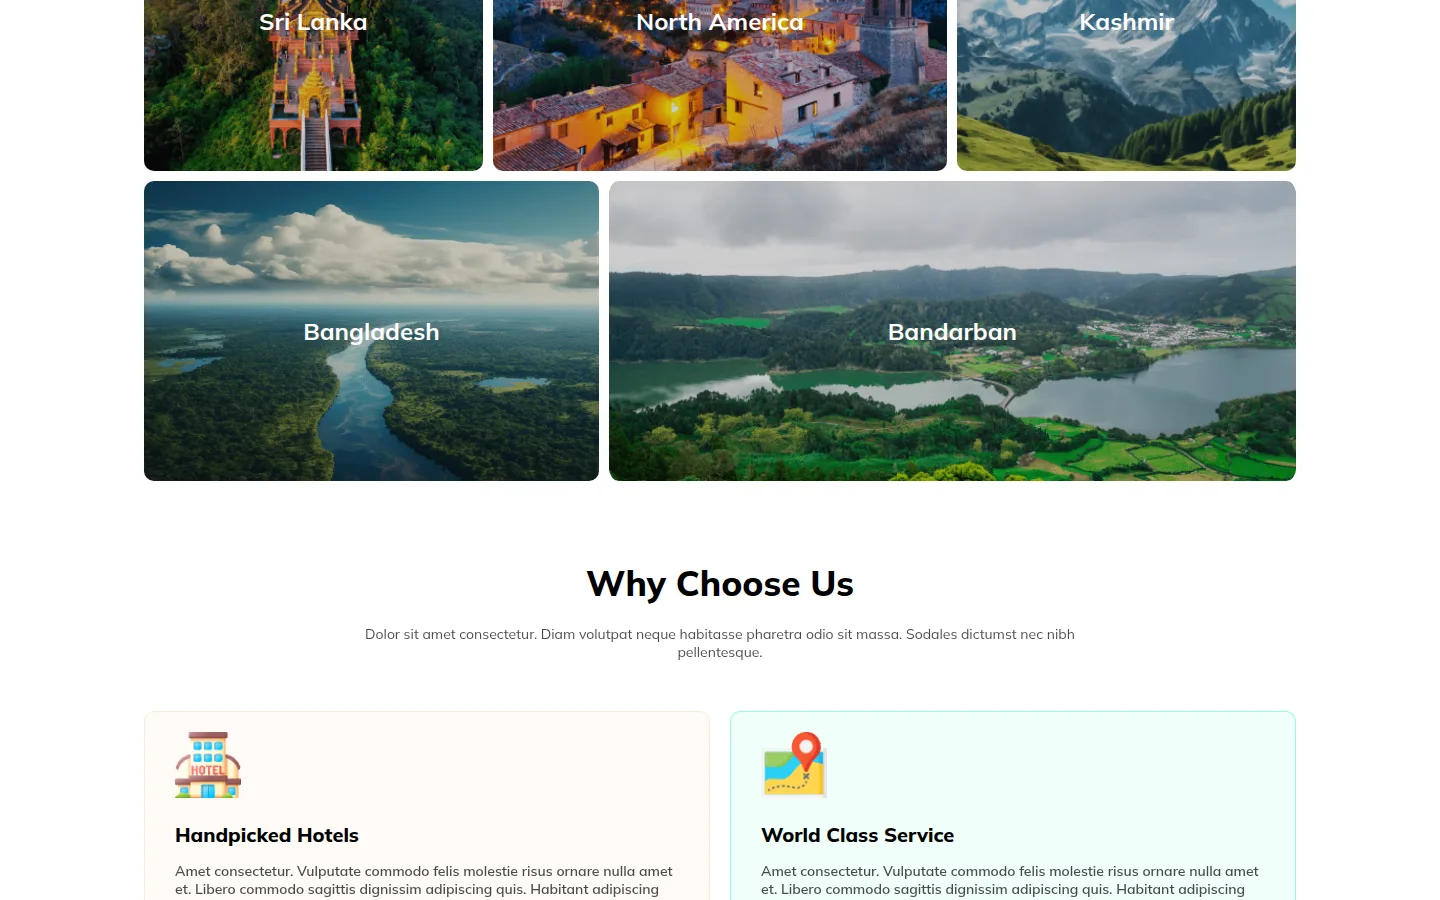 Sri Lanka
North America
Kashmir
Bangladesh
Bandarban
Why Choose Us
Dolor sit amet consectetur. Diam volutpat neque habitasse pharetra odio sit massa. Sodales dictumst nec nibh
pellentesque.
HOTEL
Handpicked Hotels
Amet consectetur. Vulputate commodo felis molestie risus ornare nulla amet
et. Libero commodo sagittis dignissim adipiscing quis. Habitant adipiscing
World Class Service
Amet consectetur. Vulputate commodo felis molestie risus ornare nulla amet
et. Libero commodo sagittis dignissim adipiscing quis. Habitant adipiscing